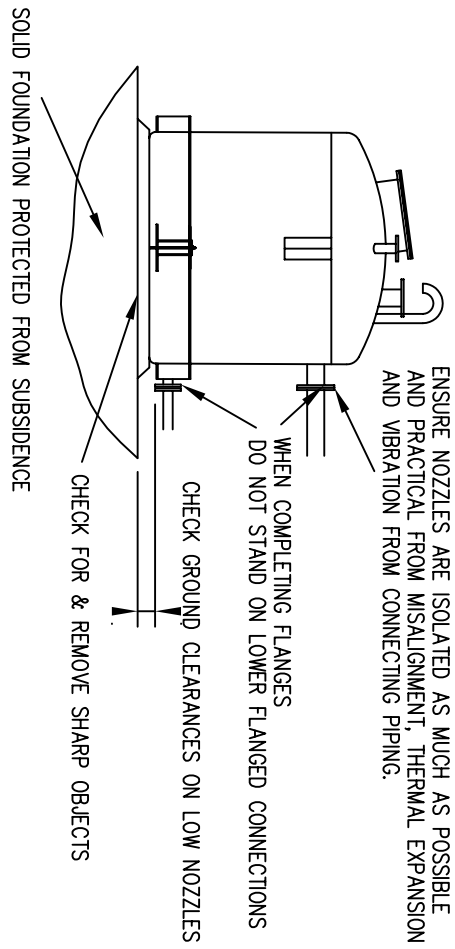 ENSURE NOZZLES ARE ISOLATED AS MUCH AS POSSIBLE
AND PRACTICAL FROM MISALIGNMENT, THERMAL EXPANSION
AND VIBRATION FROM CONNECTING PIPING.
WHEN COMPLETING FLANGES
DO NOT STAND ON LOWER FLANGED CONNECTIONS
CHECK GROUND CLEARANCES ON LOW NOZZLES
CHECK FOR & REMOVE SHARP OBJECTS
SOLID FOUNDATION PROTECTED FROM SUBSIDENCE